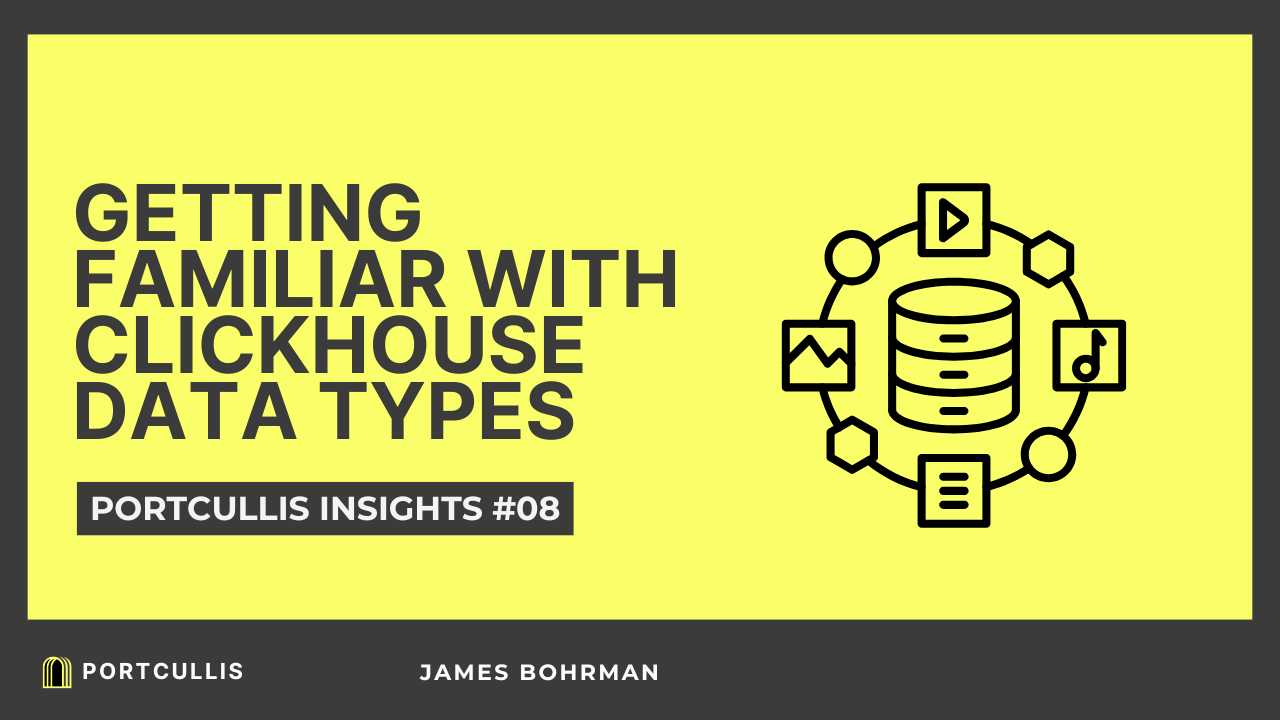 GETTING
FAMILIAR WITH
CLICKHOUSE
DATA TYPES
PORTCULLIS INSIGHTS #08
PORTCULLIS
JAMES BOHRMAN